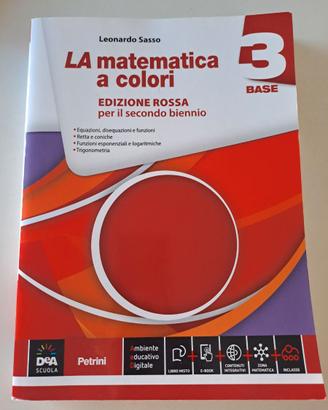 Leonardo Sasso
LA matematica
a colori
3
BASE
EDIZIONE ROSSA
per il secondo biennio
• Equazioni, disequazioni e funzioni
• Retta e coniche
• Funzioni esponenziali e logaritmiche
• Trigonometria
DeA
SCUOLA
Petrini
Ambiente
educativo
Digitale
LIBRO MISTO
E-BOOK
CONTENUTI
INTEGRATIVI
ZONA
MATEMATICA
INCLASSE